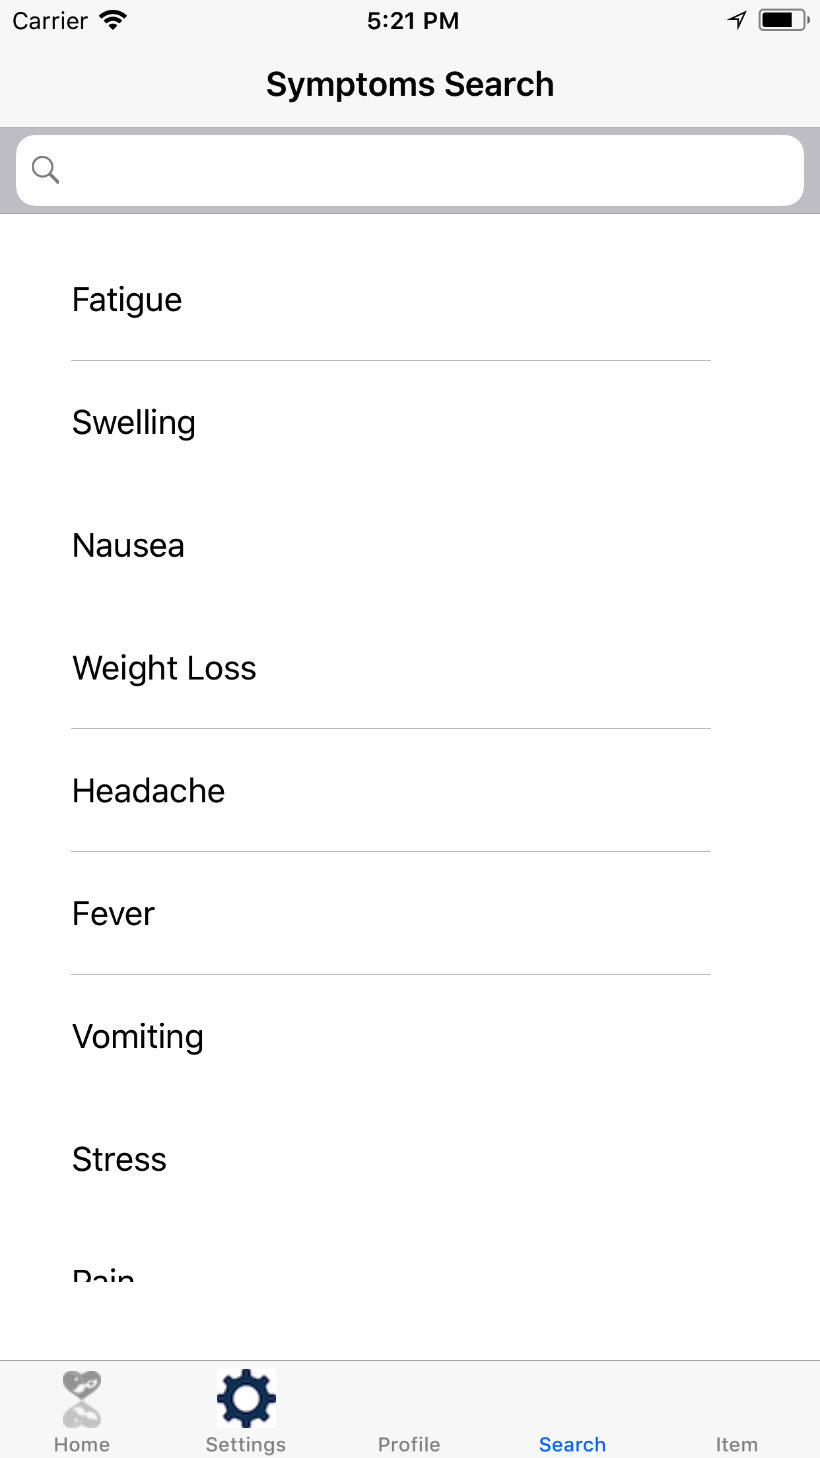 Carrier 5:21 PM
Symptoms Search
Fatigue
Swelling
Nausea
Weight Loss
Headache
Fever
Vomiting
Stress
Pain
Home Settings Profile Search Item